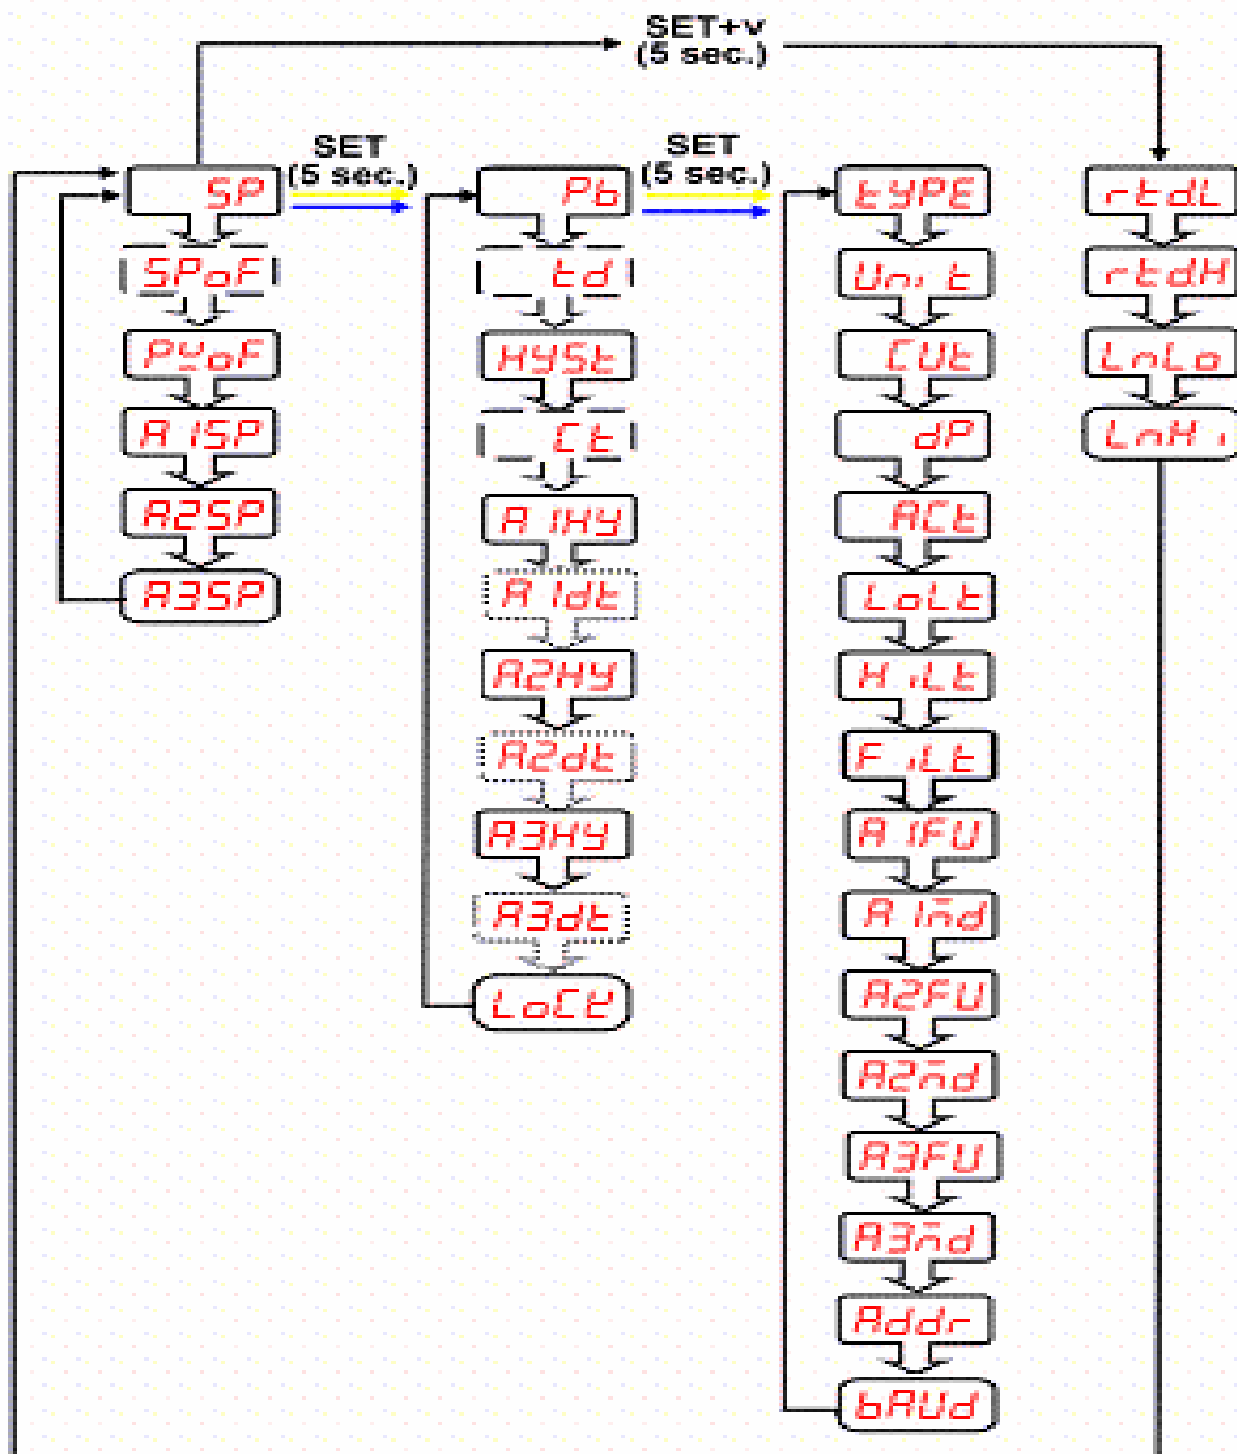 SET+v
(5 sec.)
SET
(5 sec.)
SET
(5 sec.)
SP
SPoF
PVoF
A1SP
A2SP
A3SP
Pb
td
HYSt
Ct
A1HY
A1dt
A2HY
A2dt
A3HY
A3dt
LoCK
tYPE
Unit
CUt
dP
ACt
LoLt
HiLt
FiLt
A1FU
A1md
A2FU
A2md
A3FU
A3md
Addr
bAUd
rtdL
rtdH
LnLo
LnHi